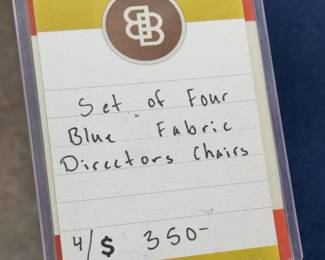 Set of Four
Blue Fabric
Directors Chairs
4/$ 350-